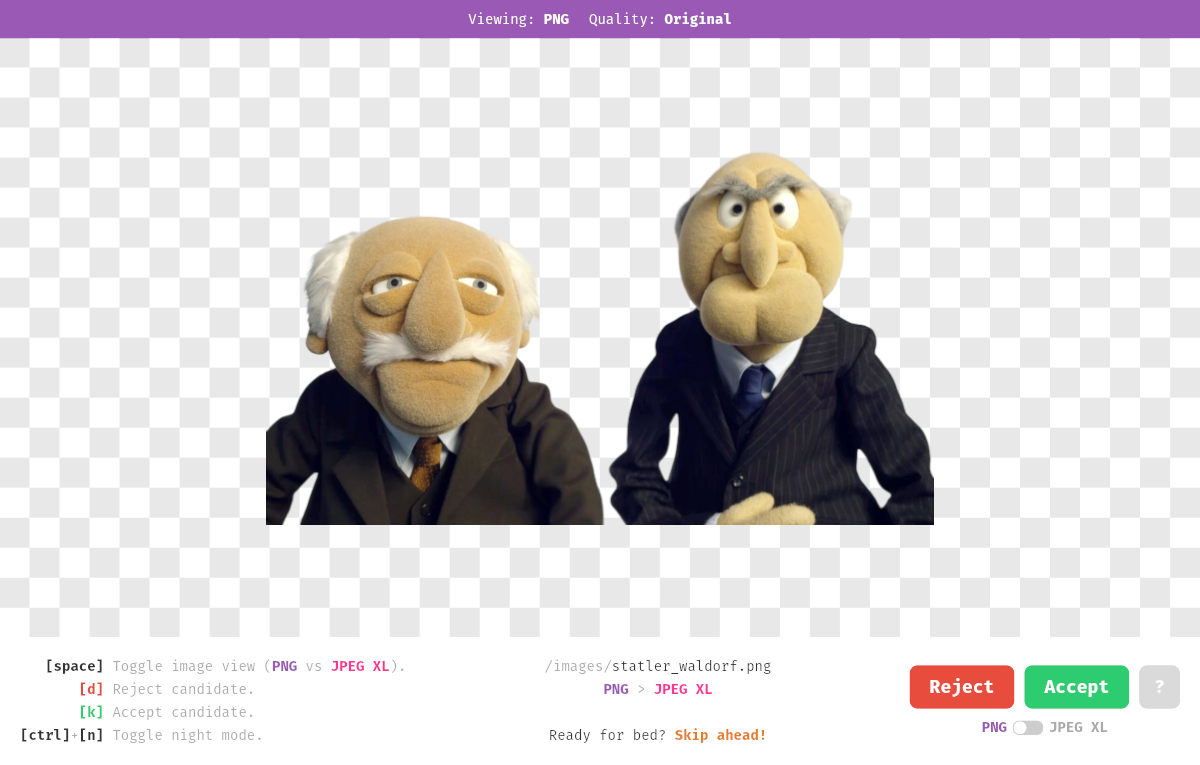 Viewing: PNG Quality: Original
[space] Toggle image view (PNG vs JPEG XL).
[d] Reject candidate.
[k] Accept candidate.
[ctrl]+[n] Toggle night mode.
/images/statler_waldorf.png
PNG > JPEG XL
Ready for bed? Skip ahead!
Reject Accept ?
PNG JPEG XL